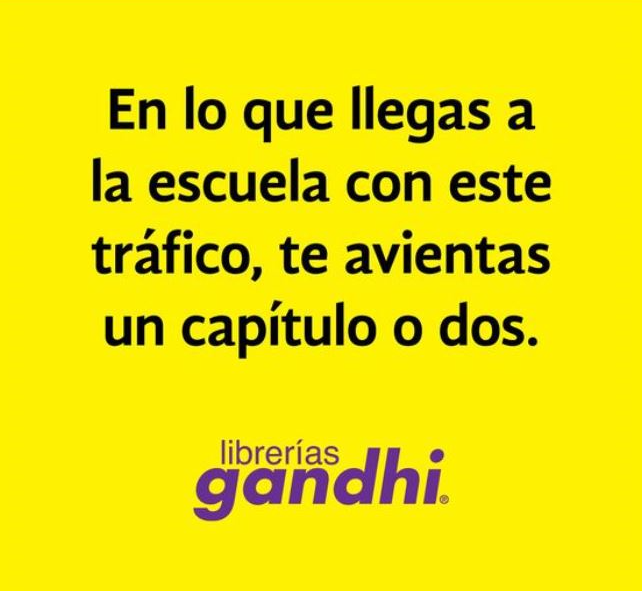 En lo que llegas a
la escuela con este
tráfico, te avientas
un capítulo o dos.
librerías
gandhi®